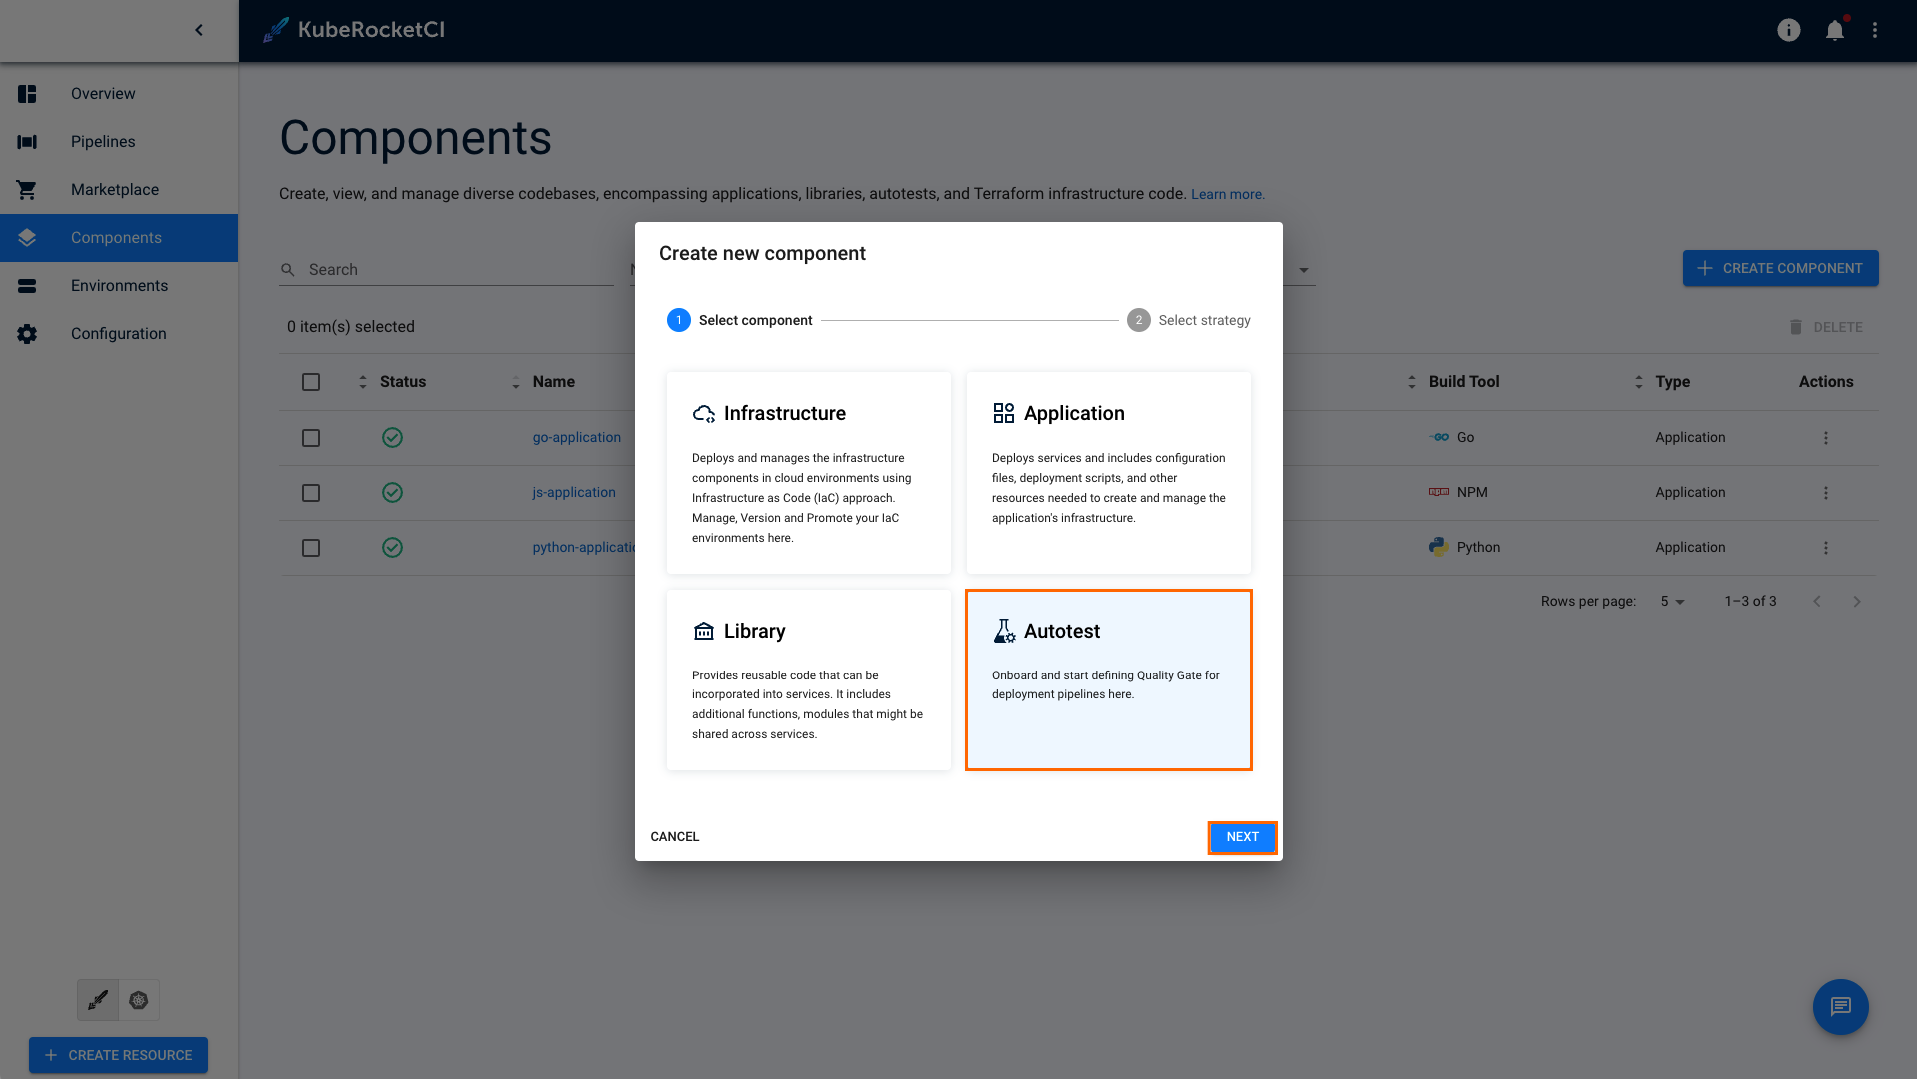 KubeRocketCI
Overview
Pipelines
Marketplace
Components
Environments
Configuration
CREATE RESOURCE
Components
Create, view, and manage diverse codebases, encompassing applications, libraries, autotests, and Terraform infrastructure code. Learn more.
Search
CREATE COMPONENT
0 item(s) selected
DELETE
Status Name Build Tool Type Actions
go-application Go Application
js-application NPM Application
python-applicatio Python Application
Rows per page: 5 1–3 of 3
Create new component
1 Select component 2 Select strategy
Infrastructure
Deploys and manages the infrastructure
components in cloud environments using
Infrastructure as Code (IaC) approach.
Manage, Version and Promote your IaC
environments here.
Application
Deploys services and includes configuration
files, deployment scripts, and other
resources needed to create and manage the
application's infrastructure.
Library
Provides reusable code that can be
incorporated into services. It includes
additional functions, modules that might be
shared across services.
Autotest
Onboard and start defining Quality Gate for
deployment pipelines here.
CANCEL NEXT